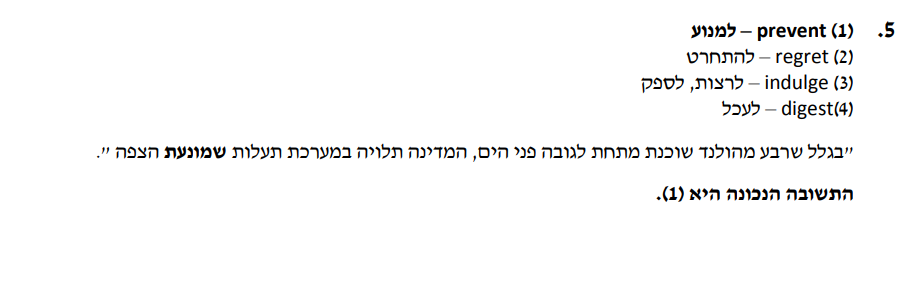 5. (1) prevent – למנוע
(2) regret – להתחרט
(3) indulge – לרצות, לספק
(4)digest – לעכל
"בגלל שרבע מהולנד שוכנת מתחת לגובה פני הים, המדינה תלויה במערכת תעלות שמונעת הצפה ".
התשובה הנכונה היא (1).